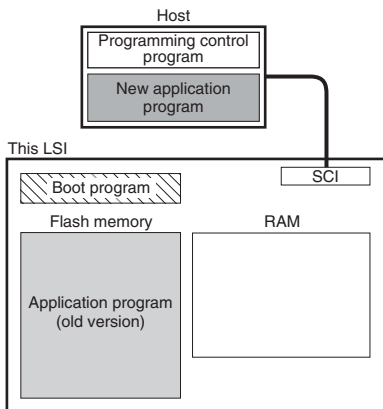 Host
Programming control
program
New application
program
This LSI
SCI
Boot program
Flash memory
RAM
Application program
(old version)